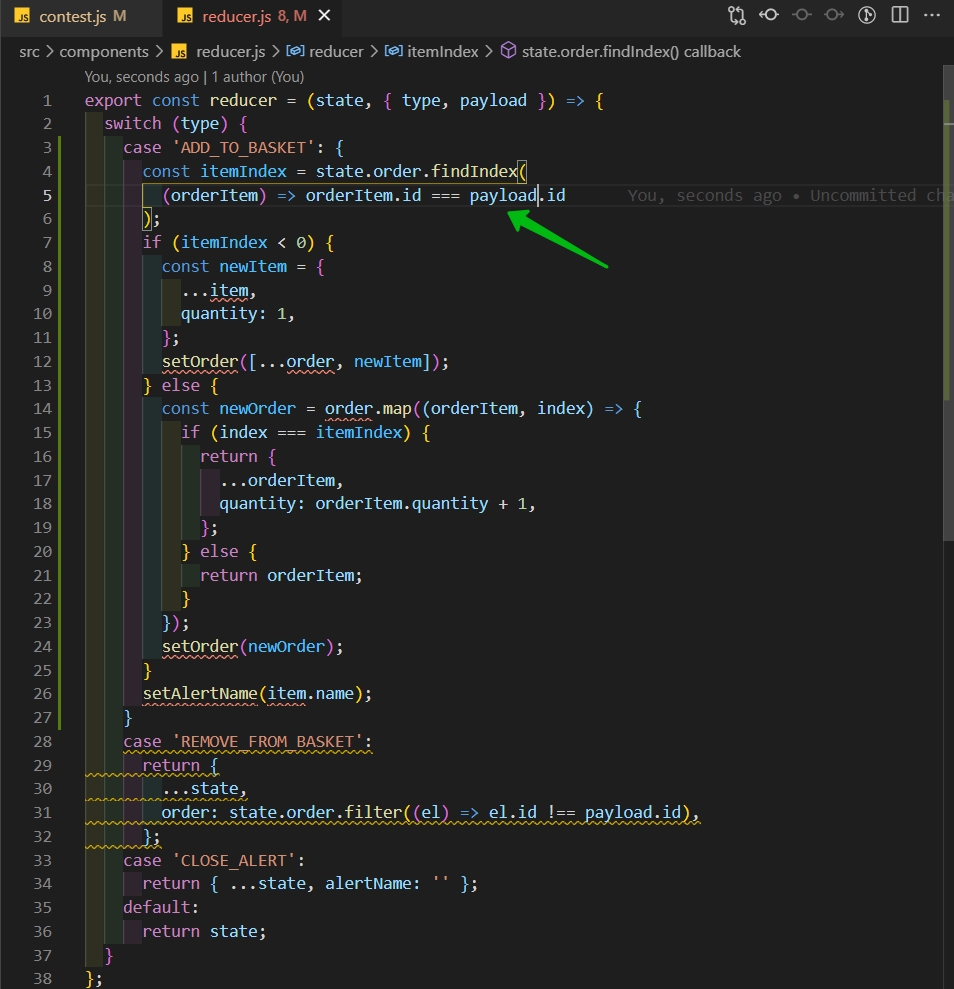 JS contest.js M JS reducer.js 8, M
src > components > JS reducer.js > reducer > itemIndex > state.order.findIndex() callback
You, seconds ago | 1 author (You)
1 export const reducer = (state, { type, payload }) => {
2 switch (type) {
3 case 'ADD_TO_BASKET': {
4 const itemIndex = state.order.findIndex(
5 (orderItem) => orderItem.id === payload.id You, seconds ago • Uncommitted cha
6 );
7 if (itemIndex < 0) {
8 const newItem = {
9 ...item,
10 quantity: 1,
11 };
12 setOrder([...order, newItem]);
13 } else {
14 const newOrder = order.map((orderItem, index) => {
15 if (index === itemIndex) {
16 return {
17 ...orderItem,
18 quantity: orderItem.quantity + 1,
19 };
20 } else {
21 return orderItem;
22 }
23 });
24 setOrder(newOrder);
25 }
26 setAlertName(item.name);
27 }
28 case 'REMOVE_FROM_BASKET':
29 return {
30 ...state,
31 order: state.order.filter((el) => el.id !== payload.id),
32 };
33 case 'CLOSE_ALERT':
34 return { ...state, alertName: '' };
35 default:
36 return state;
37 }
38 };